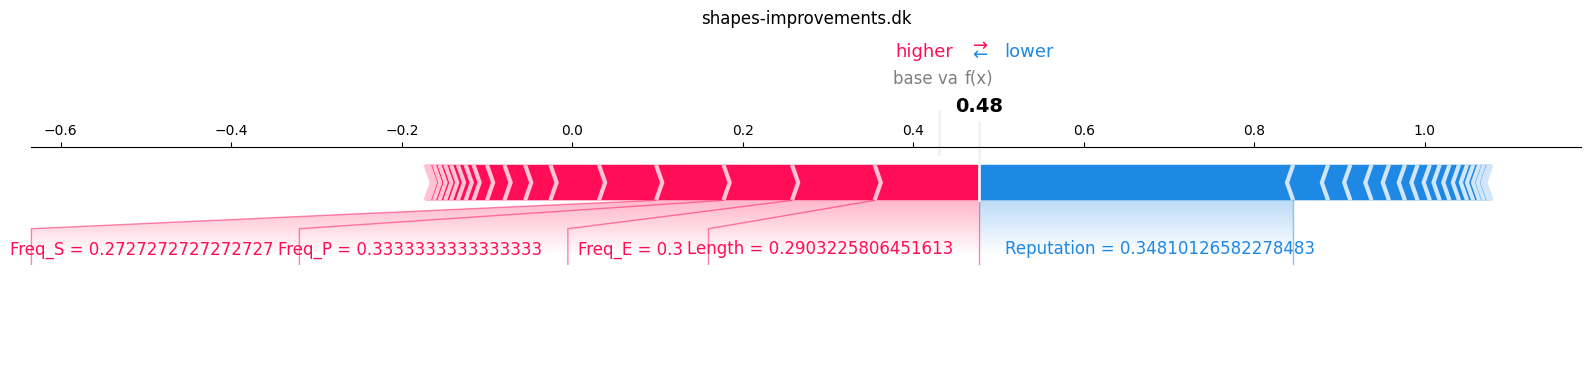 shapes-improvements.dk
higher → ← lower
base va f(x)
0.48
−0.6 −0.4 −0.2 0.0 0.2 0.4 0.6 0.8 1.0
Freq_S = 0.2727272727272727 Freq_P = 0.3333333333333333 Freq_E = 0.3 Length = 0.2903225806451613 Reputation = 0.34810126582278483